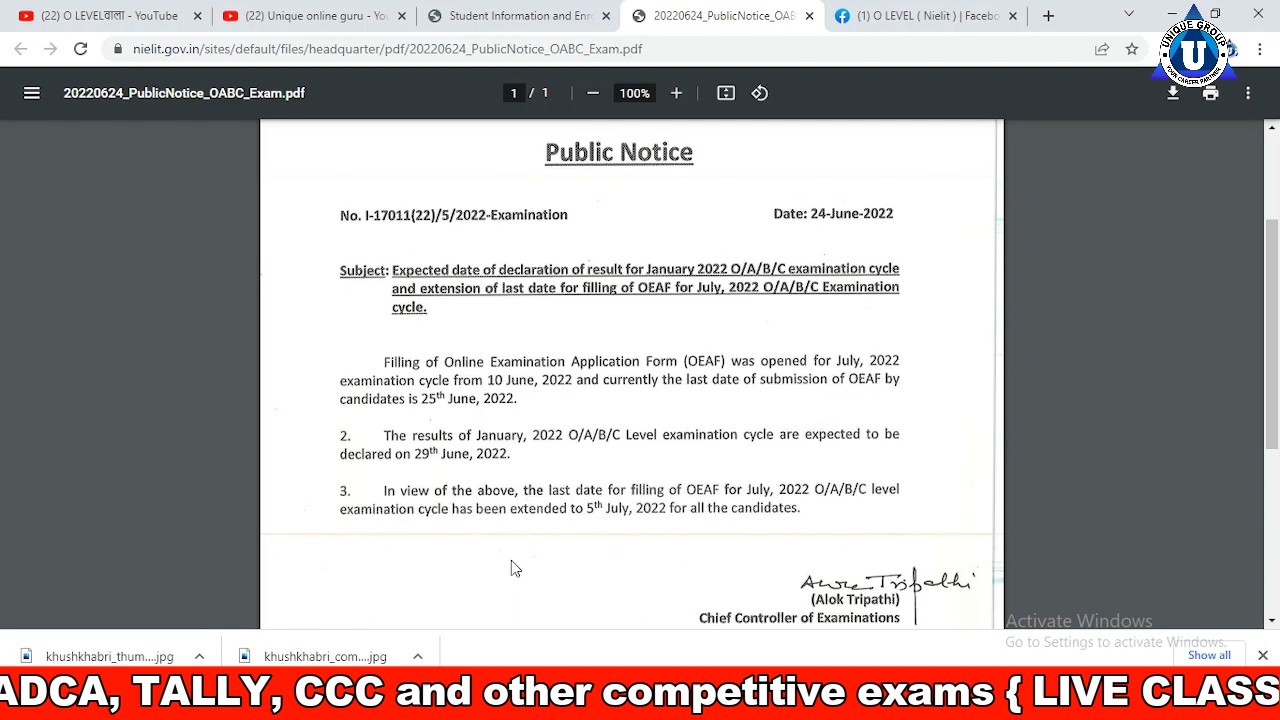 (22) O LEVELवाला - YouTube
(22) Unique online guru - You
Student Information and Enro
20220624_PublicNotice_OABC_
(1) O LEVEL ( Nielit ) | Facebo
nielit.gov.in/sites/default/files/headquarter/pdf/20220624_PublicNotice_OABC_Exam.pdf
UNIQUE GROUP
U
YOUR CAREER PARTNER
20220624_PublicNotice_OABC_Exam.pdf
1 / 1
100%
Public Notice
No. I-17011(22)/5/2022-Examination
Date: 24-June-2022
Subject: Expected date of declaration of result for January 2022 O/A/B/C examination cycle
and extension of last date for filling of OEAF for July, 2022 O/A/B/C Examination
cycle.
Filling of Online Examination Application Form (OEAF) was opened for July, 2022
examination cycle from 10 June, 2022 and currently the last date of submission of OEAF by
candidates is 25th June, 2022.
2. The results of January, 2022 O/A/B/C Level examination cycle are expected to be
declared on 29th June, 2022.
3. In view of the above, the last date for filling of OEAF for July, 2022 O/A/B/C level
examination cycle has been extended to 5th July, 2022 for all the candidates.
(Alok Tripathi)
Chief Controller of Examinations
Activate Windows
Go to Settings to activate Windows.
khushkhabri_thum....jpg
khushkhabri_com....jpg
Show all
ADCA, TALLY, CCC and other competitive exams { LIVE CLASS